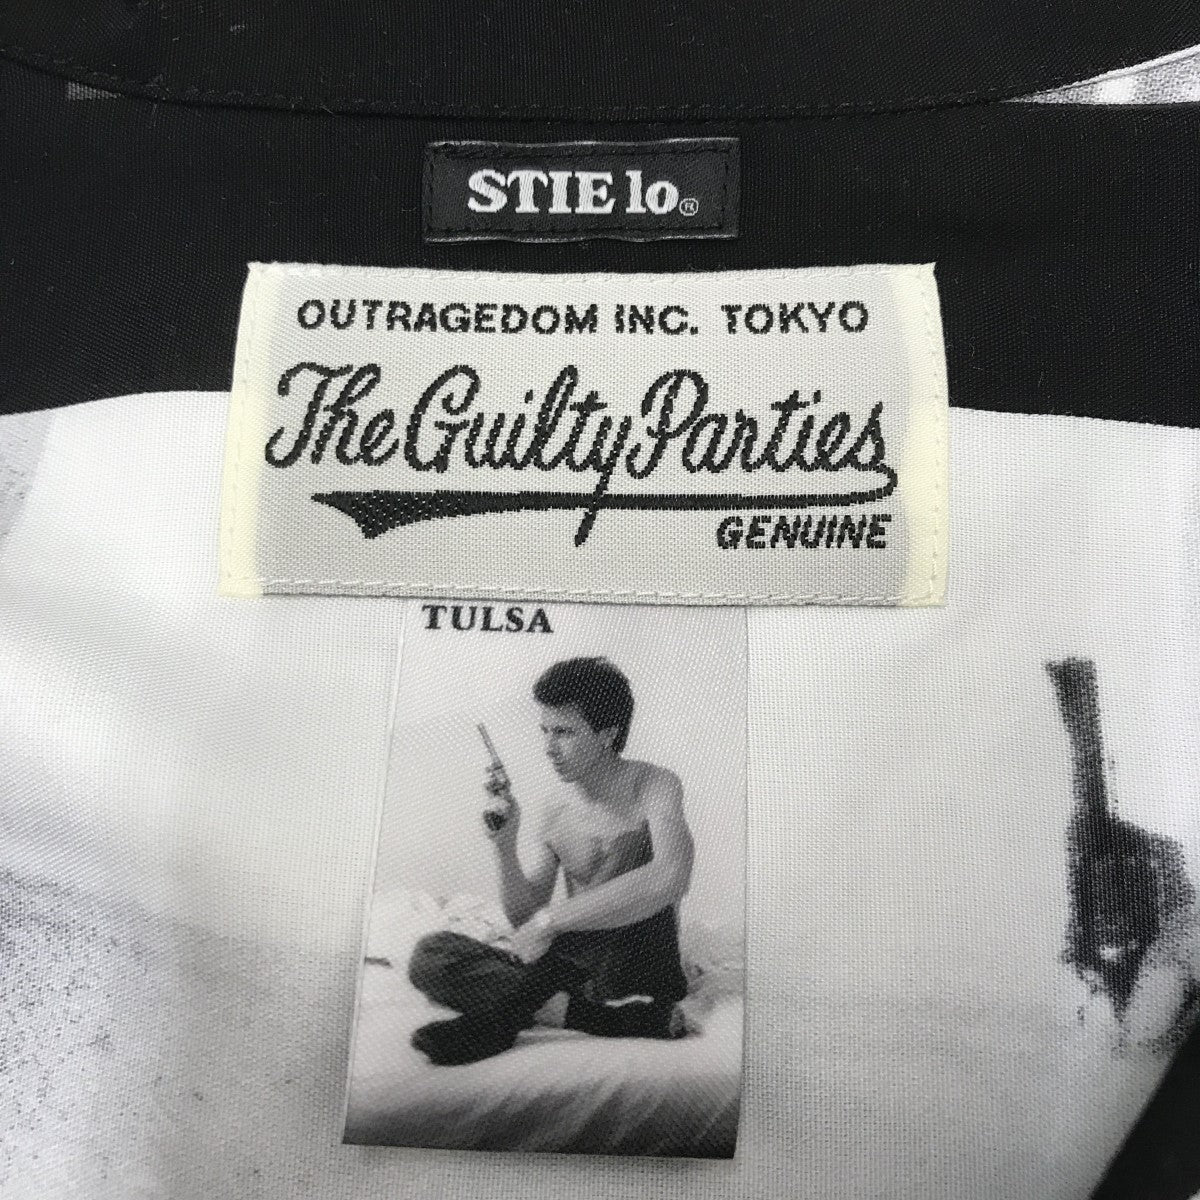 STIE lo®
OUTRAGEDOM INC. TOKYO
The Guilty Parties
GENUINE
TULSA